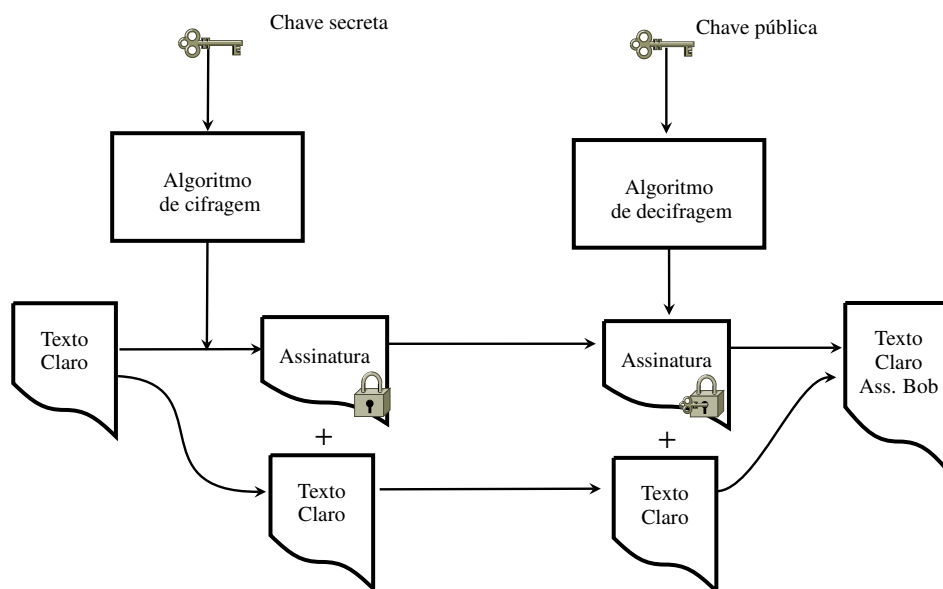 Chave secreta
Chave pública
Algoritmo
de cifragem
Algoritmo
de decifragem
Texto
Claro
Assinatura
Assinatura
Texto
Claro
Ass. Bob
+
+
Texto
Claro
Texto
Claro